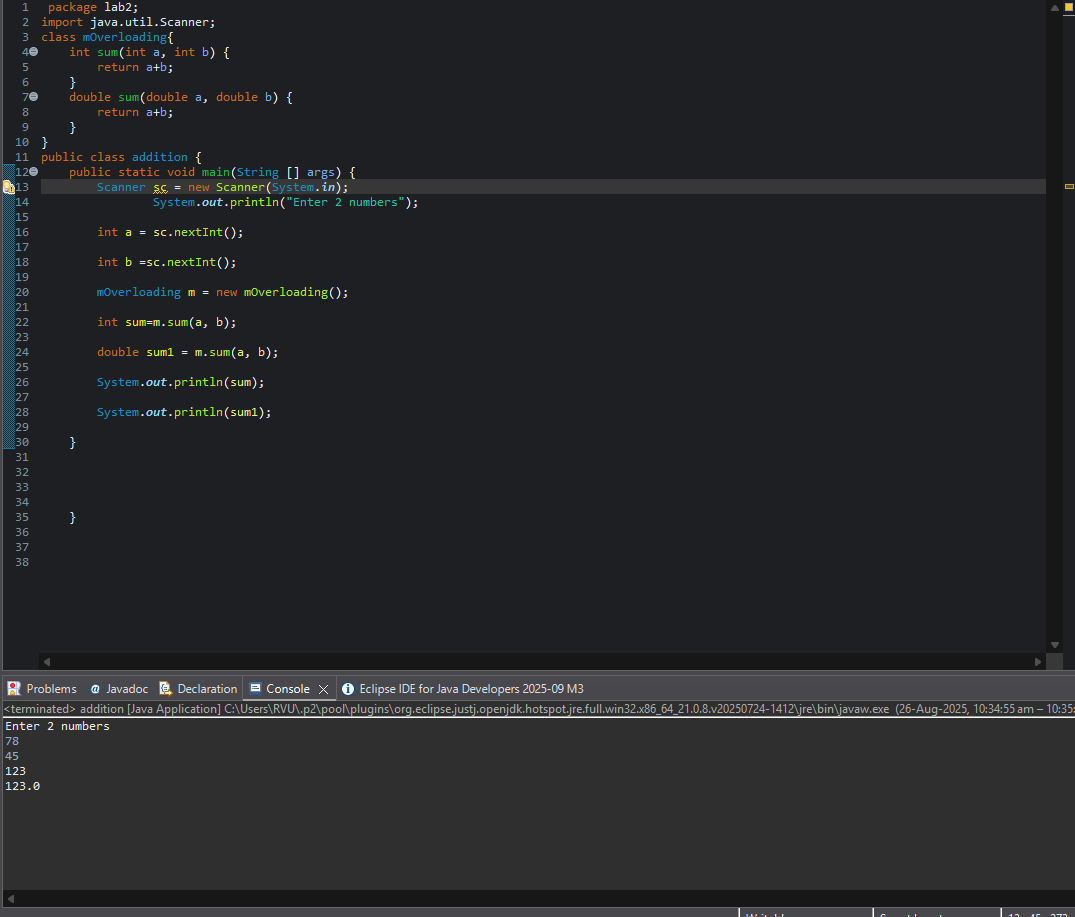 1 package lab2;
2 import java.util.Scanner;
3 class mOverloading{
4 int sum(int a, int b) {
5 return a+b;
6 }
7 double sum(double a, double b) {
8 return a+b;
9 }
10 }
11 public class addition {
12 public static void main(String [] args) {
13 Scanner sc = new Scanner(System.in);
14 System.out.println("Enter 2 numbers");
15
16 int a = sc.nextInt();
17
18 int b =sc.nextInt();
19
20 mOverloading m = new mOverloading();
21
22 int sum=m.sum(a, b);
23
24 double sum1 = m.sum(a, b);
25
26 System.out.println(sum);
27
28 System.out.println(sum1);
29
30 }
31
32
33
34
35 }
36
37
38
Problems @ Javadoc Declaration Console Eclipse IDE for Java Developers 2025-09 M3
<terminated> addition [Java Application] C:\Users\RVU\.p2\pool\plugins\org.eclipse.justj.openjdk.hotspot.jre.full.win32.x86_64_21.0.8.v20250724-1412\jre\bin\javaw.exe (26-Aug-2025, 10:34:55 am – 10:35:
Enter 2 numbers
78
45
123
123.0